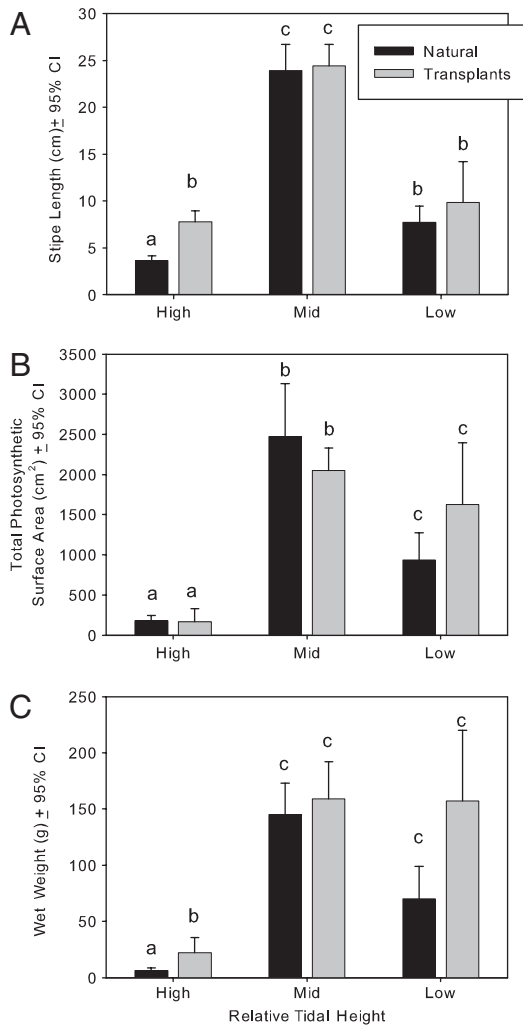 A
30
25
20
15
10
5
0
Stipe Length (cm) ± 95% CI
Natural
Transplants
a
b
c
c
b
b
High
Mid
Low
B
3500
3000
2500
2000
1500
1000
500
0
Total Photosynthetic
Surface Area (cm²) ± 95% CI
a
a
b
b
c
c
High
Mid
Low
C
250
200
150
100
50
0
Wet Weight (g) ± 95% CI
a
b
c
c
c
c
High
Mid
Low
Relative Tidal Height